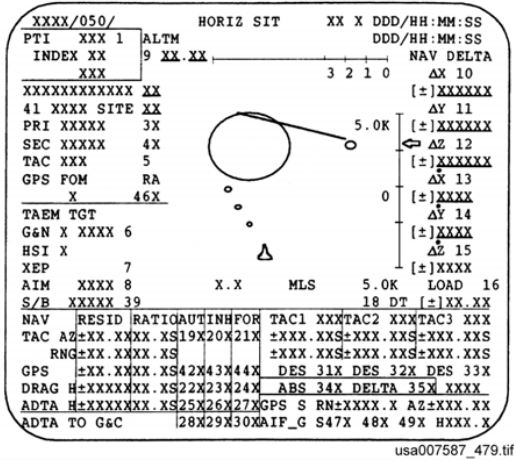 XXXX/050/ HORIZ SIT XX X DDD/HH:MM:SS
PTI XXX 1 ALTM DDD/HH:MM:SS
INDEX XX 9 XX.XX NAV DELTA
XXX 3 2 1 0 ΔX 10
XXXXXXXXXXXX XX [±]XXXXXX
41 XXXX SITE XX ΔY 11
PRI XXXXX 3X 5.0K [±]XXXXXX
SEC XXXXX 4X ΔZ 12
TAC XXX 5 [±]XXXXXX
GPS FOM RA ΔẊ 13
X 46X 0 [±]XXXX
TAEM TGT ΔẎ 14
G&N X XXXX 6 [±]XXXX
HSI X ΔŻ 15
XEP 7 [±]XXXX
AIM XXXX 8 X.X MLS 5.0K LOAD 16
S/B XXXXX 39 18 DT [±]XX.XX
NAV RESID RATIO AUT INH FOR TAC1 XXX TAC2 XXX TAC3 XXX
TAC AZ ±XX.XX XX.XS 19X 20X 21X ±XX.XXS ±XX.XXS ±XX.XXS
RNG ±XX.XX XX.XS ±XX.XXS ±XX.XXS ±XX.XXS
GPS ±XX.XX XX.XS 42X 43X 44X DES 31X DES 32X DES 33X
DRAG H ±XXXXX XX.XS 22X 23X 24X ABS 34X DELTA 35X XXXX
ADTA H ±XXXXX XX.XS 25X 26X 27X GPS S RN±XXXX.X AZ±XXX.XX
ADTA TO G&C 28X 29X 30X AIF_G S47X 48X 49X HXXX.X
usa007587_479.tif